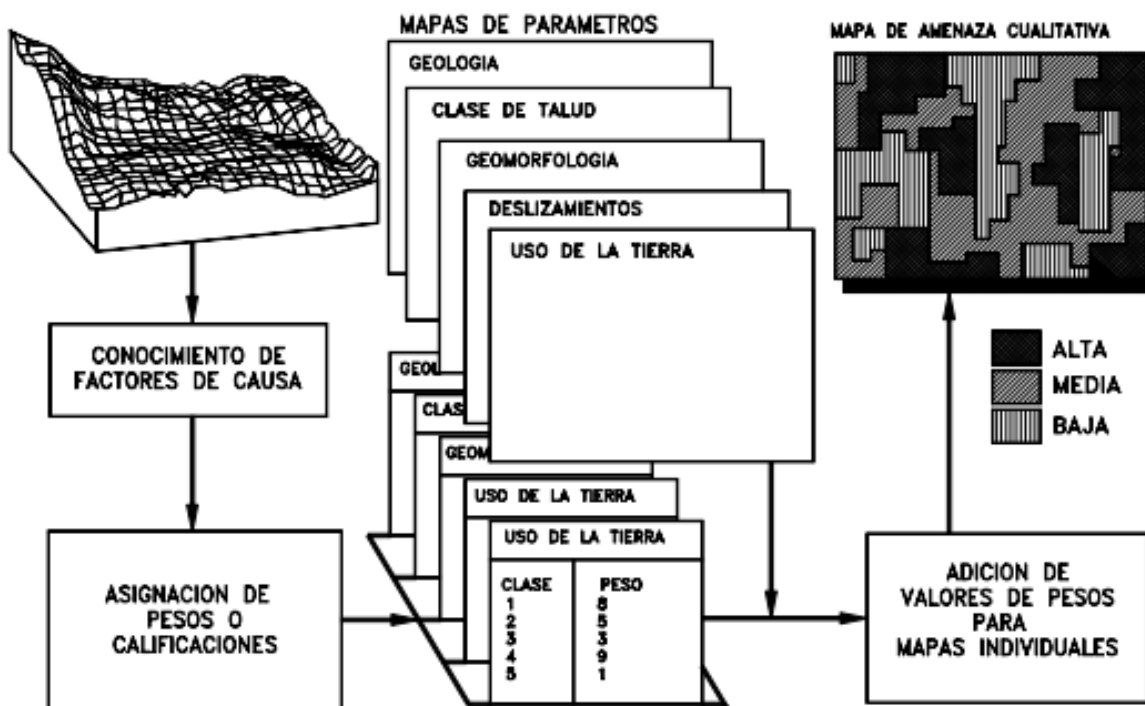 MAPAS DE PARAMETROS
GEOLOGIA
CLASE DE TALUD
GEOMORFOLOGIA
DESLIZAMIENTOS
USO DE LA TIERRA
MAPA DE AMENAZA CUALITATIVA
ALTA
MEDIA
BAJA
CONOCIMIENTO DE
FACTORES DE CAUSA
ASIGNACION DE
PESOS O
CALIFICACIONES
GEOL
CLAS
GEOM
USO DE LA TIERRA
USO DE LA TIERRA
CLASE PESO
1 8
2 5
3 3
4 9
5 1
ADICION DE
VALORES DE PESOS
PARA
MAPAS INDIVIDUALES